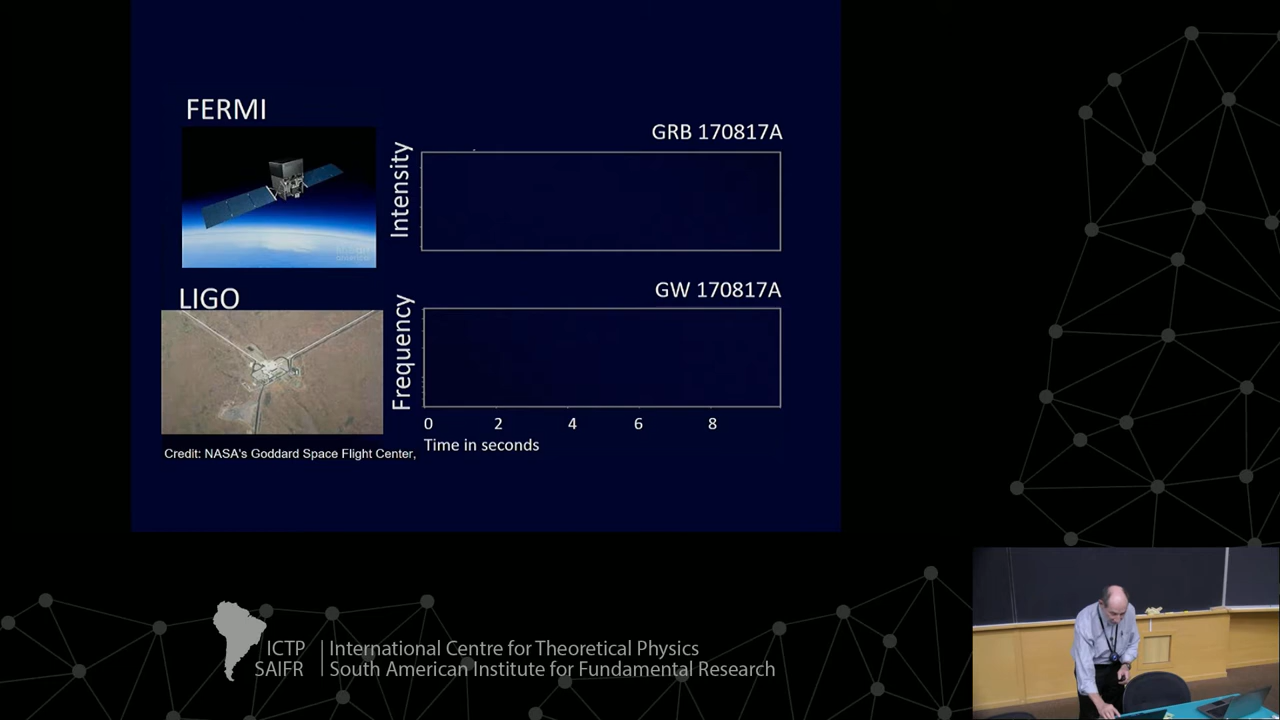 FERMI
GRB 170817A
Intensity
LIGO
GW 170817A
Frequency
0 2 4 6 8
Time in seconds
Credit: NASA's Goddard Space Flight Center,
ICTP
SAIFR
International Centre for Theoretical Physics
South American Institute for Fundamental Research